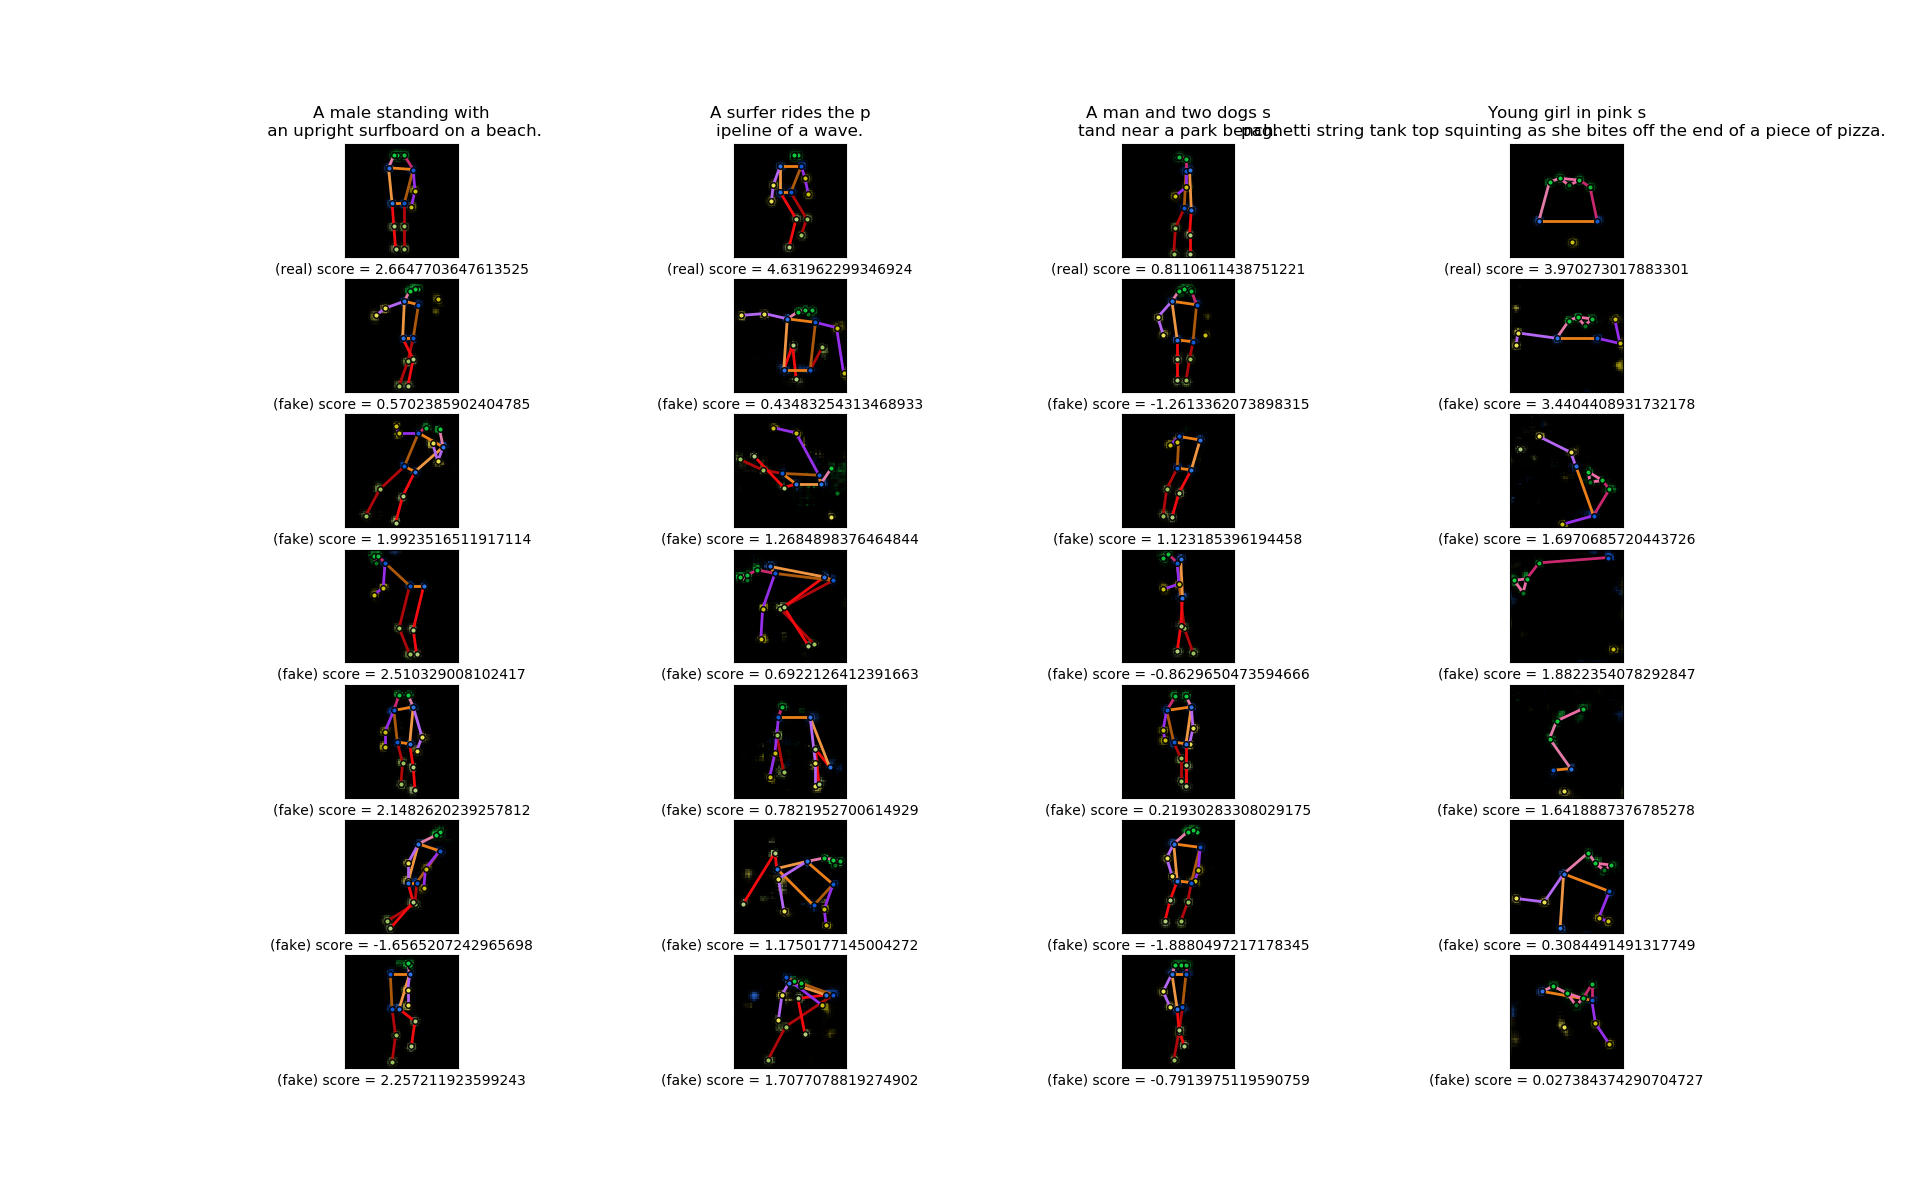 A male standing with
an upright surfboard on a beach.
A surfer rides the p
ipeline of a wave.
A man and two dogs s
tand near a park bench.
Young girl in pink s
paghetti string tank top squinting as she bites off the end of a piece of pizza.
(real) score = 2.6647703647613525
(real) score = 4.631962299346924
(real) score = 0.8110611438751221
(real) score = 3.970273017883301
(fake) score = 0.5702385902404785
(fake) score = 0.43483254313468933
(fake) score = -1.2613362073898315
(fake) score = 3.4404408931732178
(fake) score = 1.9923516511917114
(fake) score = 1.2684898376464844
(fake) score = 1.123185396194458
(fake) score = 1.6970685720443726
(fake) score = 2.510329008102417
(fake) score = 0.6922126412391663
(fake) score = -0.8629650473594666
(fake) score = 1.8822354078292847
(fake) score = 2.1482620239257812
(fake) score = 0.7821952700614929
(fake) score = 0.21930283308029175
(fake) score = 1.6418887376785278
(fake) score = -1.6565207242965698
(fake) score = 1.1750177145004272
(fake) score = -1.8880497217178345
(fake) score = 0.3084491491317749
(fake) score = 2.257211923599243
(fake) score = 1.7077078819274902
(fake) score = -0.7913975119590759
(fake) score = 0.027384374290704727